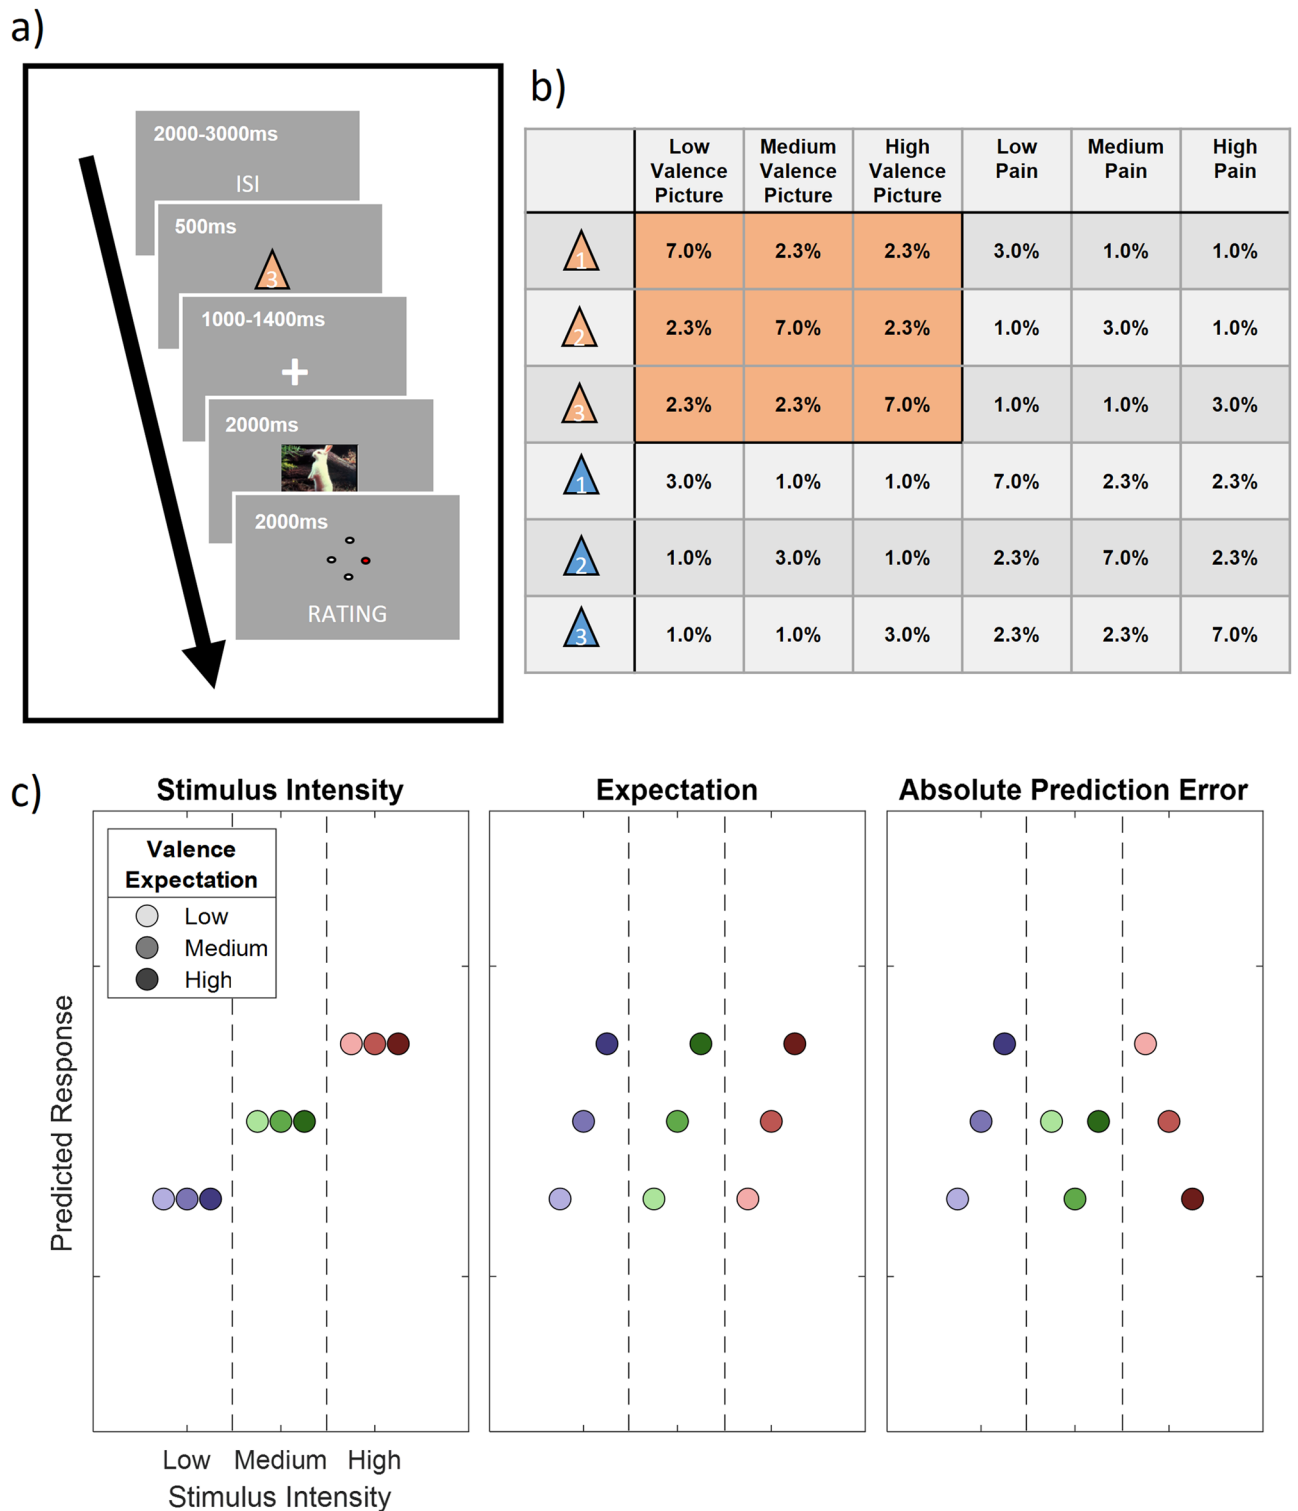 a)
2000-3000ms
ISI
500ms
3
1000-1400ms
+
2000ms
2000ms
RATING
b)
Low Valence Picture
Medium Valence Picture
High Valence Picture
Low Pain
Medium Pain
High Pain
1 7.0% 2.3% 2.3% 3.0% 1.0% 1.0%
2 2.3% 7.0% 2.3% 1.0% 3.0% 1.0%
3 2.3% 2.3% 7.0% 1.0% 1.0% 3.0%
1 3.0% 1.0% 1.0% 7.0% 2.3% 2.3%
2 1.0% 3.0% 1.0% 2.3% 7.0% 2.3%
3 1.0% 1.0% 3.0% 2.3% 2.3% 7.0%
c)
Stimulus Intensity
Expectation
Absolute Prediction Error
Valence
Expectation
Low
Medium
High
Predicted Response
Low Medium High
Stimulus Intensity